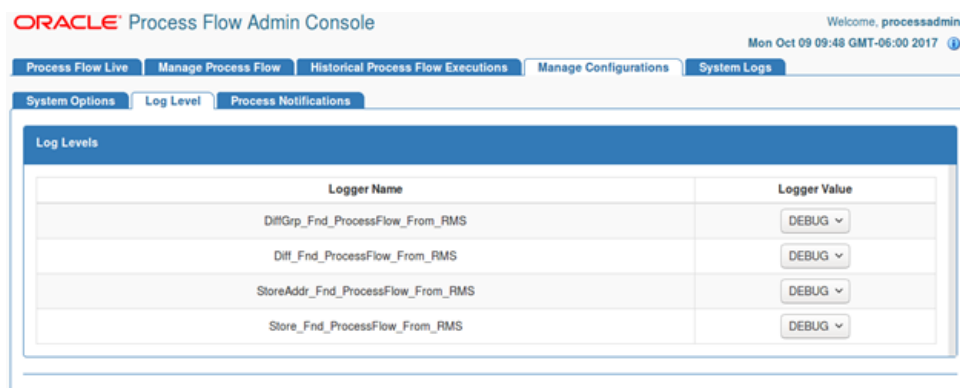 ORACLE Process Flow Admin Console
Welcome, processadmin
Mon Oct 09 09:48 GMT-06:00 2017
Process Flow Live Manage Process Flow Historical Process Flow Executions Manage Configurations System Logs
System Options Log Level Process Notifications
Log Levels
Logger Name Logger Value
DiffGrp_Fnd_ProcessFlow_From_RMS DEBUG
Diff_Fnd_ProcessFlow_From_RMS DEBUG
StoreAddr_Fnd_ProcessFlow_From_RMS DEBUG
Store_Fnd_ProcessFlow_From_RMS DEBUG